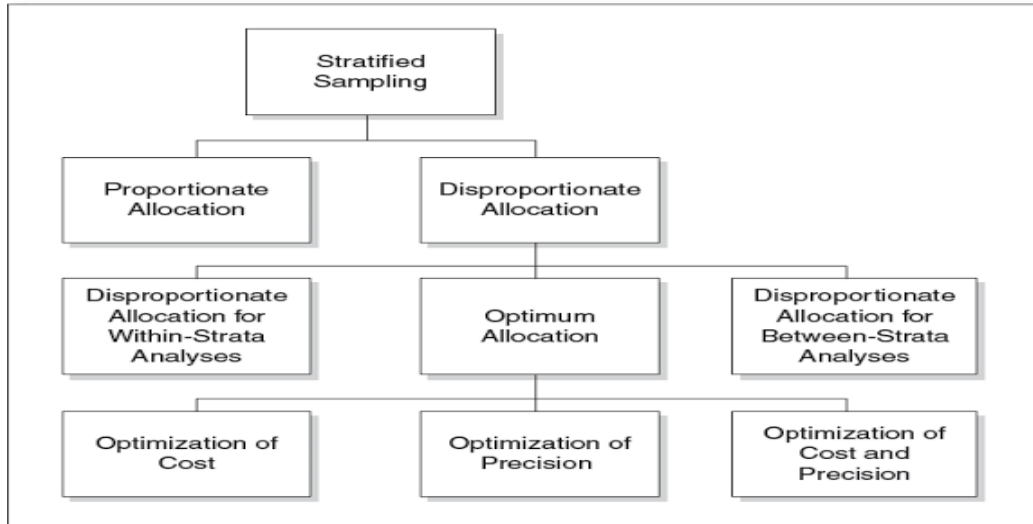 Stratified
Sampling
Proportionate
Allocation
Disproportionate
Allocation
Disproportionate
Allocation for
Within-Strata
Analyses
Optimum
Allocation
Disproportionate
Allocation for
Between-Strata
Analyses
Optimization of
Cost
Optimization of
Precision
Optimization of
Cost and
Precision